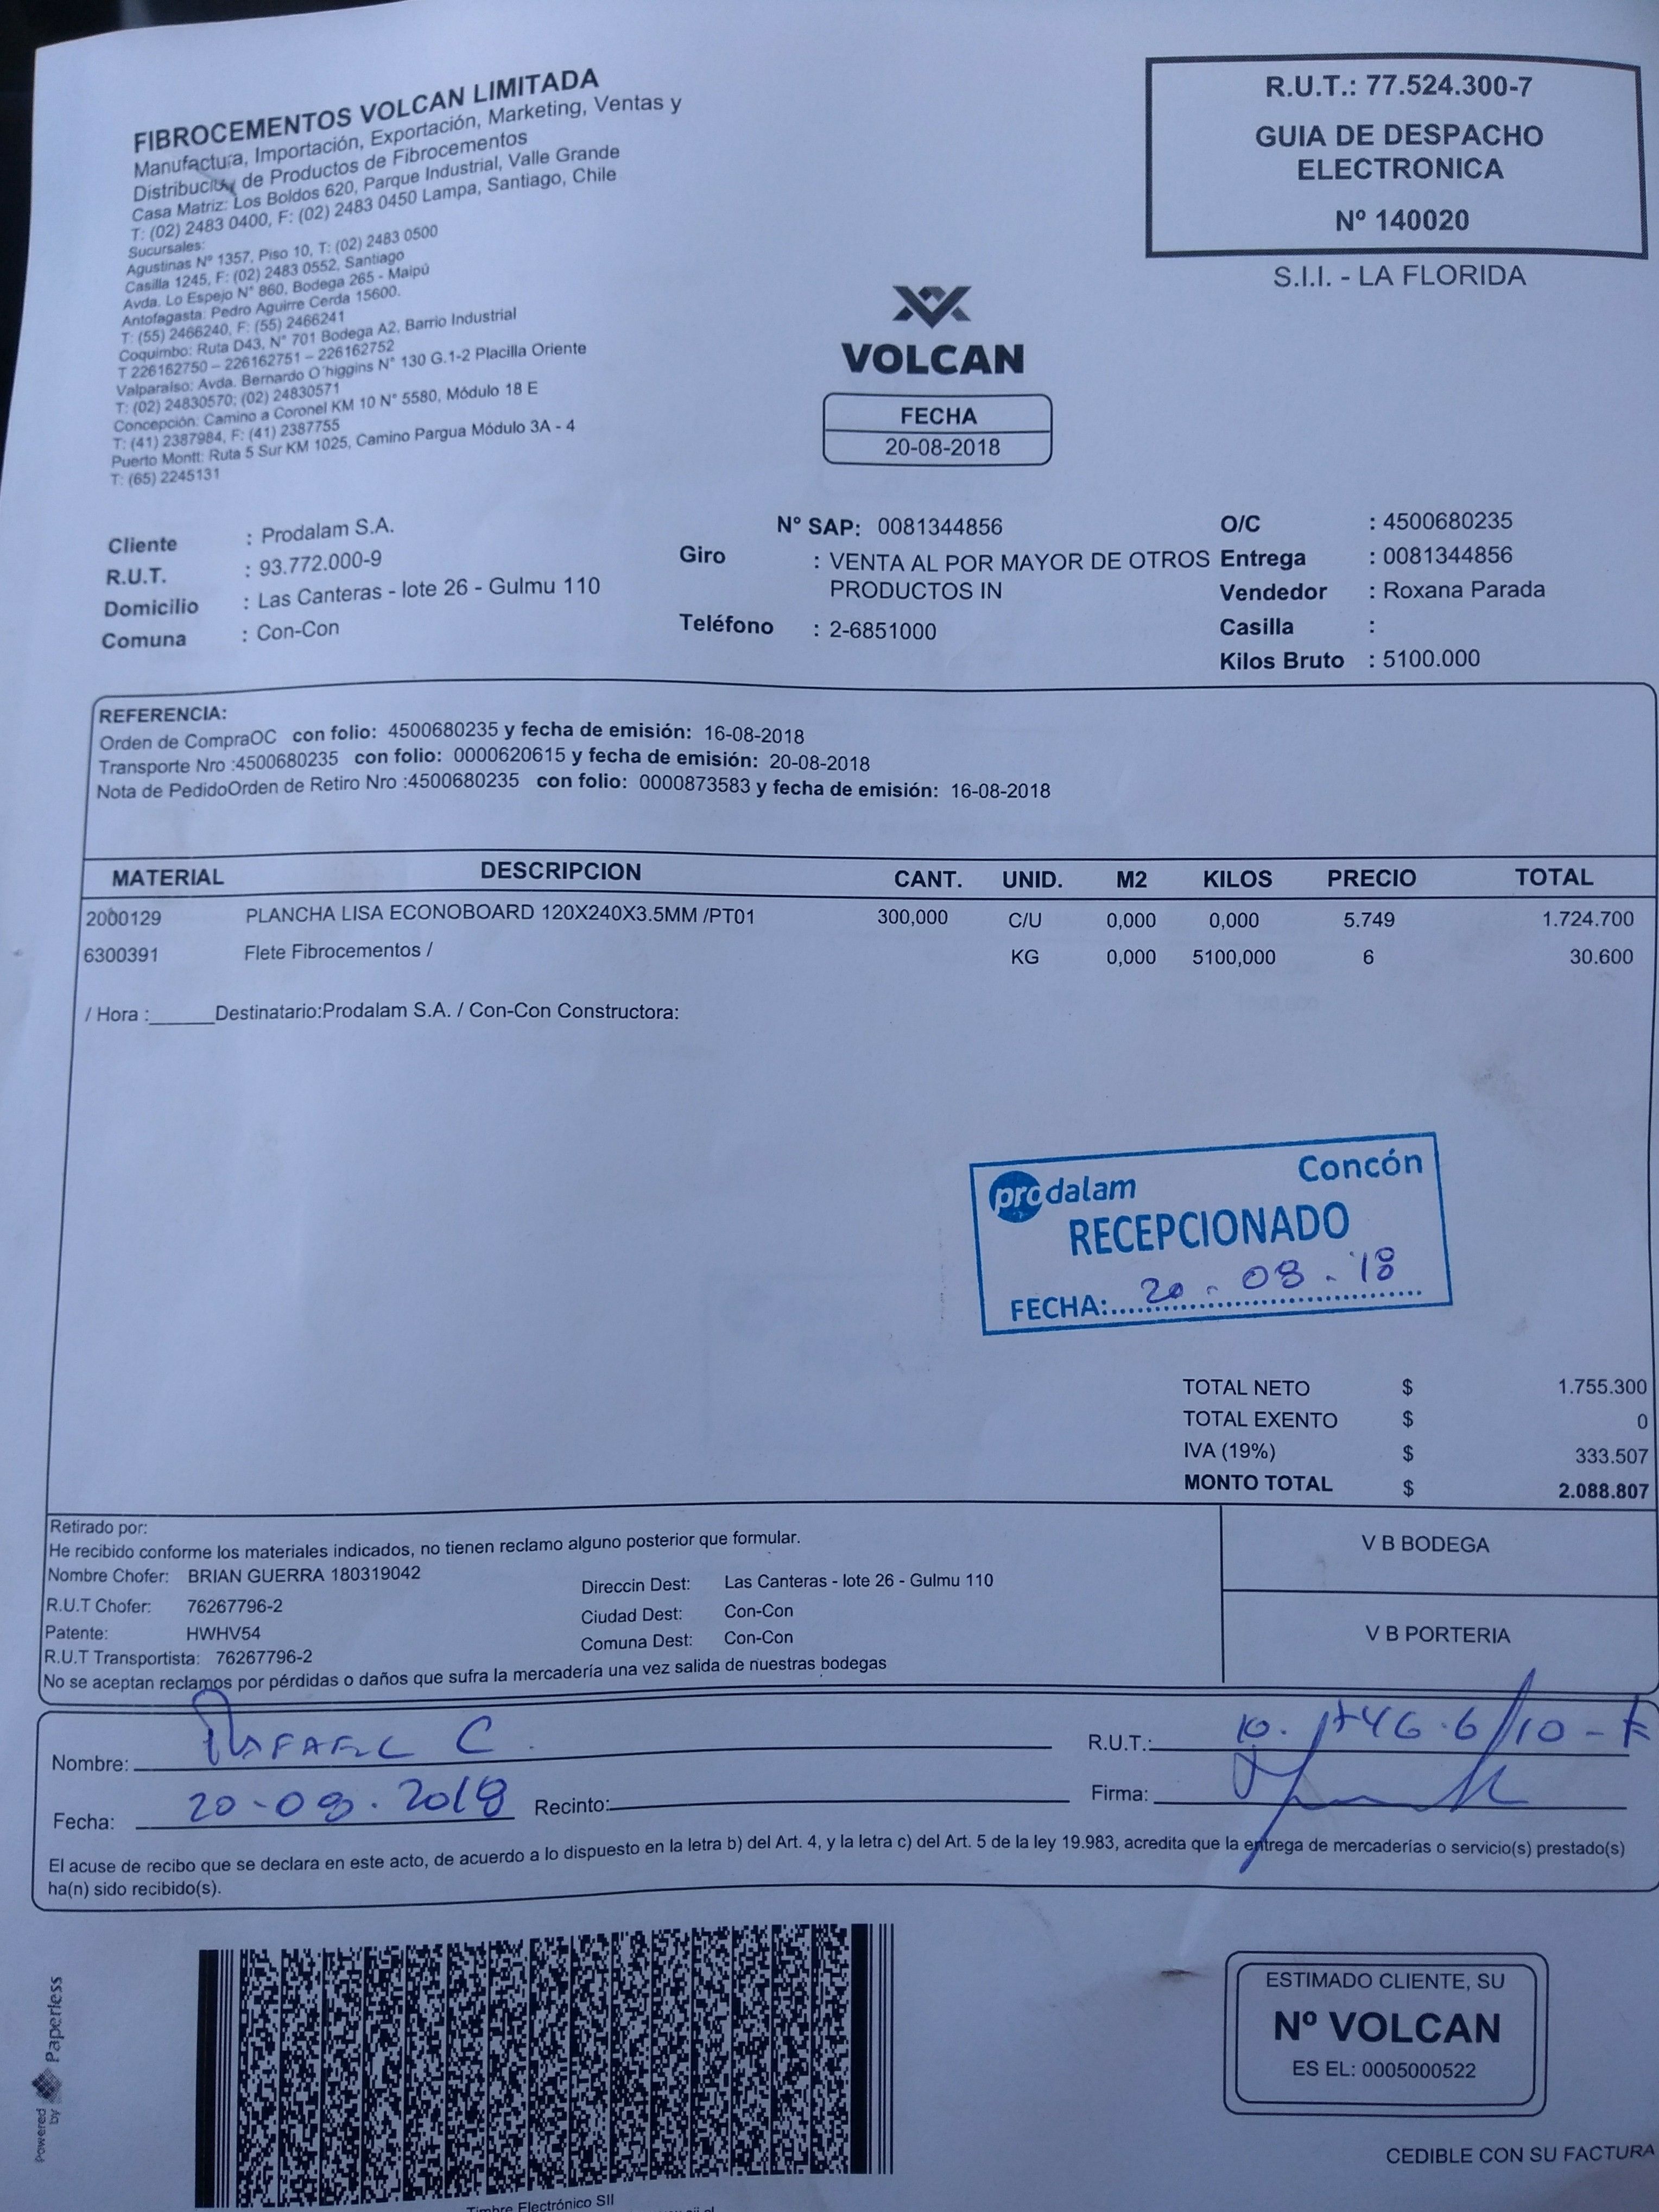 FIBROCEMENTOS VOLCAN LIMITADA
Manufactura, Importación, Exportación, Marketing, Ventas y
Distribución de Productos de Fibrocementos
Casa Matriz: Los Boldos 620, Parque Industrial, Valle Grande
T: (02) 2483 0400, F: (02) 2483 0450 Lampa, Santiago, Chile
Sucursales:
Agustinas Nº 1357, Piso 10, T: (02) 2483 0500
Casilla 1245, F: (02) 2483 0552, Santiago
Avda. Lo Espejo N° 860, Bodega 265 - Maipú
Antofagasta: Pedro Aguirre Cerda 15600.
T: (55) 2466240, F: (55) 2466241
Coquimbo: Ruta D43, N° 701 Bodega A2, Barrio Industrial
T 226162750 – 226162751 – 226162752
Valparaíso: Avda. Bernardo O'higgins N° 130 G.1-2 Placilla Oriente
T: (02) 24830570; (02) 24830571
Concepción: Camino a Coronel KM 10 N° 5580, Módulo 18 E
T: (41) 2387984, F: (41) 2387755
Puerto Montt: Ruta 5 Sur KM 1025, Camino Pargua Módulo 3A - 4
T: (65) 2245131
R.U.T.: 77.524.300-7
GUIA DE DESPACHO
ELECTRONICA
Nº 140020
S.I.I. - LA FLORIDA
VOLCAN
FECHA
20-08-2018
Cliente : Prodalam S.A.
R.U.T. : 93.772.000-9
Domicilio : Las Canteras - lote 26 - Gulmu 110
Comuna : Con-Con
N° SAP: 0081344856
Giro : VENTA AL POR MAYOR DE OTROS
PRODUCTOS IN
Teléfono : 2-6851000
O/C : 4500680235
Entrega : 0081344856
Vendedor : Roxana Parada
Casilla :
Kilos Bruto : 5100.000
REFERENCIA:
Orden de CompraOC con folio: 4500680235 y fecha de emisión: 16-08-2018
Transporte Nro :4500680235 con folio: 0000620615 y fecha de emisión: 20-08-2018
Nota de PedidoOrden de Retiro Nro :4500680235 con folio: 0000873583 y fecha de emisión: 16-08-2018
MATERIAL DESCRIPCION CANT. UNID. M2 KILOS PRECIO TOTAL
2000129 PLANCHA LISA ECONOBOARD 120X240X3.5MM /PT01 300,000 C/U 0,000 0,000 5.749 1.724.700
6300391 Flete Fibrocementos / KG 0,000 5100,000 6 30.600
/ Hora :______Destinatario:Prodalam S.A. / Con-Con Constructora:
prodalam Concón
RECEPCIONADO
FECHA: 20-08-18
TOTAL NETO $ 1.755.300
TOTAL EXENTO $ 0
IVA (19%) $ 333.507
MONTO TOTAL $ 2.088.807
Retirado por:
He recibido conforme los materiales indicados, no tienen reclamo alguno posterior que formular.
Nombre Chofer: BRIAN GUERRA 180319042
R.U.T Chofer: 76267796-2
Patente: HWHV54
R.U.T Transportista: 76267796-2
Direccin Dest: Las Canteras - lote 26 - Gulmu 110
Ciudad Dest: Con-Con
Comuna Dest: Con-Con
No se aceptan reclamos por pérdidas o daños que sufra la mercadería una vez salida de nuestras bodegas
V B BODEGA
V B PORTERIA
Nombre: RAFAEL C.
R.U.T.:
Fecha: 20-08-2018 Recinto:
Firma:
El acuse de recibo que se declara en este acto, de acuerdo a lo dispuesto en la letra b) del Art. 4, y la letra c) del Art. 5 de la ley 19.983, acredita que la entrega de mercaderías o servicio(s) prestado(s)
ha(n) sido recibido(s).
Powered by Paperless
Timbre Electrónico SII
ESTIMADO CLIENTE, SU
Nº VOLCAN
ES EL: 0005000522
CEDIBLE CON SU FACTURA